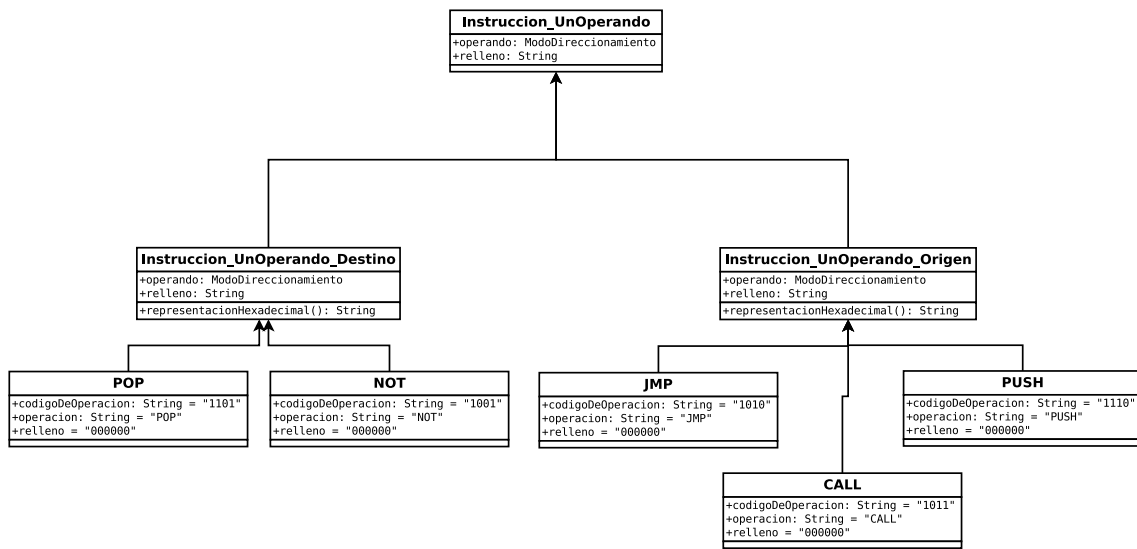 Instruccion_UnOperando
+operando: ModoDireccionamiento
+relleno: String
Instruccion_UnOperando_Destino
+operando: ModoDireccionamiento
+relleno: String
+representacionHexadecimal(): String
Instruccion_UnOperando_Origen
+operando: ModoDireccionamiento
+relleno: String
+representacionHexadecimal(): String
POP
+codigoDeOperacion: String = "1101"
+operacion: String = "POP"
+relleno = "000000"
NOT
+codigoDeOperacion: String = "1001"
+operacion: String = "NOT"
+relleno = "000000"
JMP
+codigoDeOperacion: String = "1010"
+operacion: String = "JMP"
+relleno = "000000"
PUSH
+codigoDeOperacion: String = "1110"
+operacion: String = "PUSH"
+relleno = "000000"
CALL
+codigoDeOperacion: String = "1011"
+operacion: String = "CALL"
+relleno = "000000"